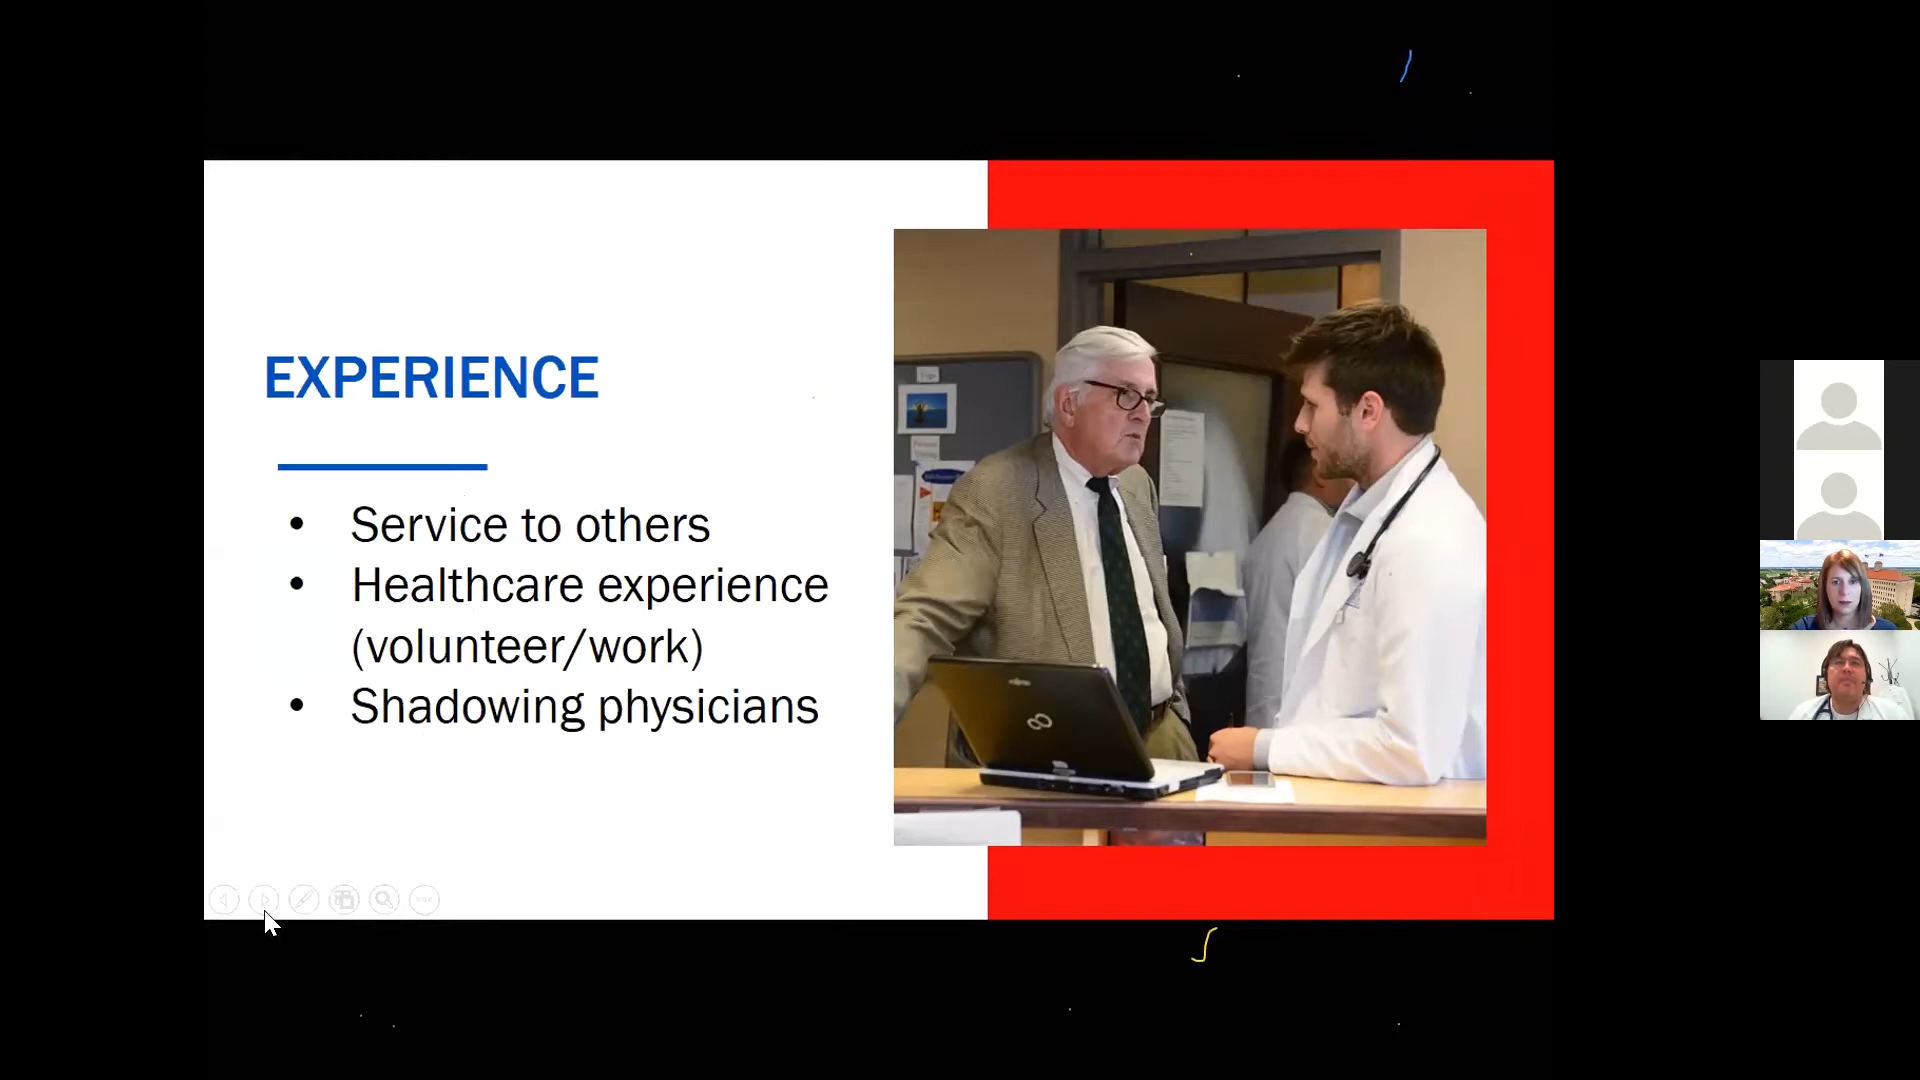 EXPERIENCE
• Service to others
• Healthcare experience
(volunteer/work)
• Shadowing physicians